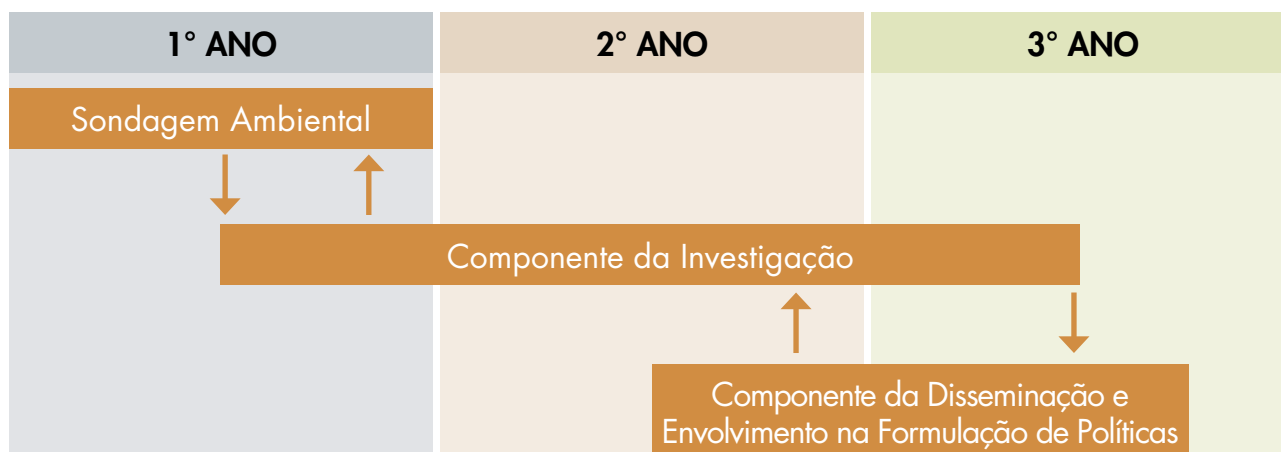 1° ANO
2° ANO
3° ANO
Sondagem Ambiental
Componente da Investigação
Componente da Disseminação e
Envolvimento na Formulação de Políticas